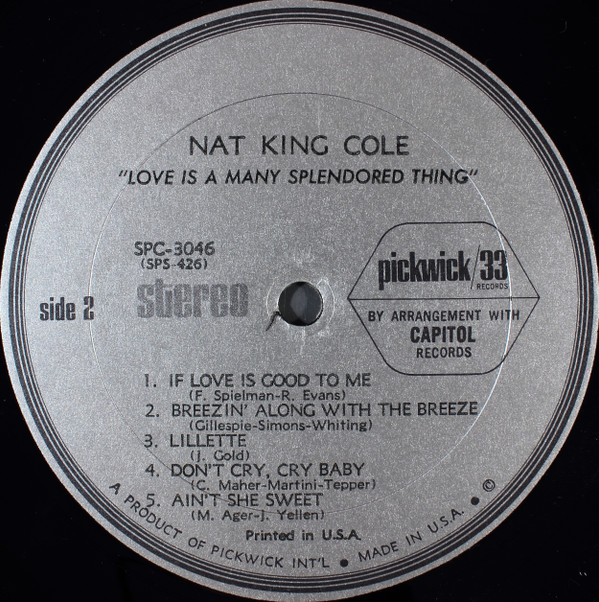 NAT KING COLE
"LOVE IS A MANY SPLENDORED THING"
SPC-3046
(SPS-426)
stereo
side 2
pickwick/33
RECORDS
BY ARRANGEMENT WITH
CAPITOL
RECORDS
1. IF LOVE IS GOOD TO ME
(F. Spielman-R. Evans)
2. BREEZIN' ALONG WITH THE BREEZE
(Gillespie-Simons-Whiting)
3. LILLETTE
(J. Gold)
4. DON'T CRY, CRY BABY
(C. Maher-Martini-Tepper)
5. AIN'T SHE SWEET
(M. Ager-J. Yellen)
Printed in U.S.A.
A PRODUCT OF PICKWICK INT'L ● MADE IN U.S.A. ● ©